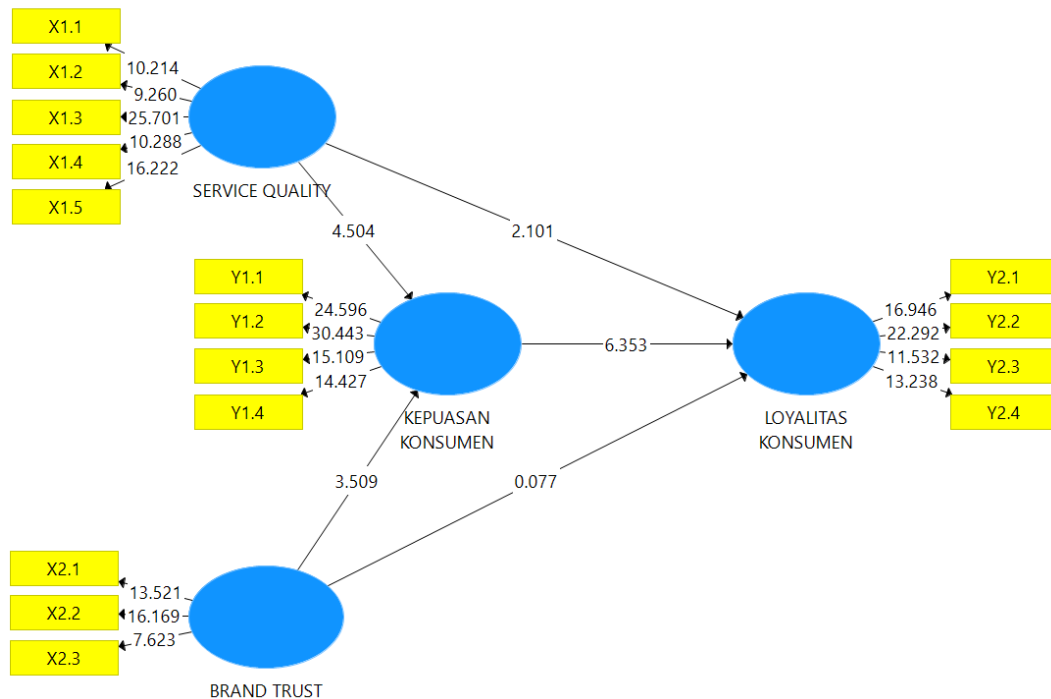 X1.1
X1.2
X1.3
X1.4
X1.5
10.214
9.260
25.701
10.288
16.222
SERVICE QUALITY
4.504
2.101
Y1.1
Y1.2
Y1.3
Y1.4
24.596
30.443
15.109
14.427
KEPUASAN
KONSUMEN
6.353
LOYALITAS
KONSUMEN
16.946
22.292
11.532
13.238
Y2.1
Y2.2
Y2.3
Y2.4
3.509
0.077
X2.1
X2.2
X2.3
13.521
16.169
7.623
BRAND TRUST